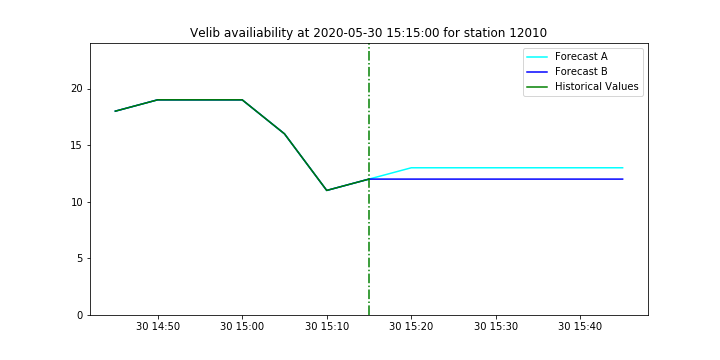 Velib availiability at 2020-05-30 15:15:00 for station 12010
Forecast A
Forecast B
Historical Values
20
15
10
5
0
30 14:50
30 15:00
30 15:10
30 15:20
30 15:30
30 15:40